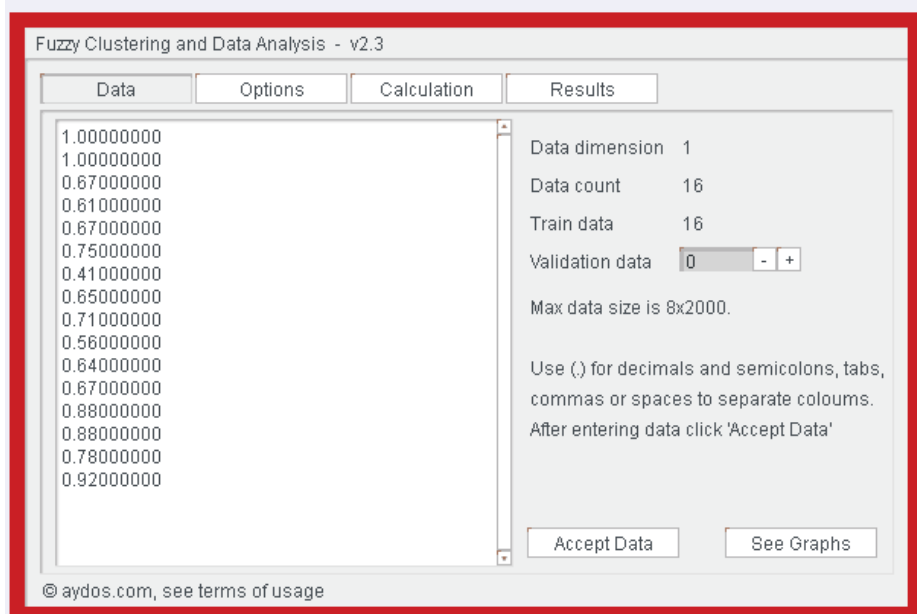 Fuzzy Clustering and Data Analysis - v2.3
Data
Options
Calculation
Results
1.00000000
1.00000000
0.67000000
0.61000000
0.67000000
0.75000000
0.41000000
0.65000000
0.71000000
0.56000000
0.64000000
0.67000000
0.88000000
0.88000000
0.78000000
0.92000000
Data dimension 1
Data count 16
Train data 16
Validation data 0 - +
Max data size is 8x2000.
Use (.) for decimals and semicolons, tabs,
commas or spaces to separate coloums.
After entering data click 'Accept Data'
Accept Data
See Graphs
© aydos.com, see terms of usage